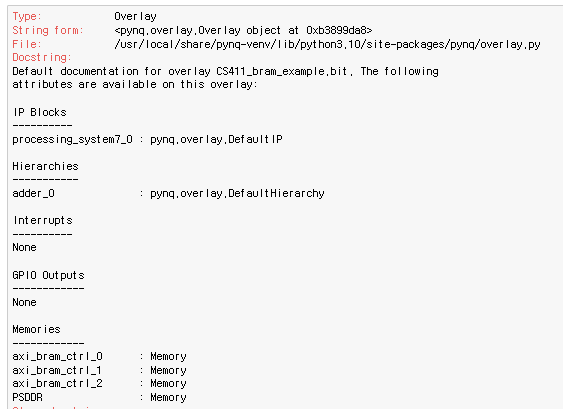 Type:        Overlay
String form: <pynq.overlay.Overlay object at 0xb3899da8>
File:        /usr/local/share/pynq-venv/lib/python3.10/site-packages/pynq/overlay.py
Docstring:
Default documentation for overlay CS411_bram_example.bit. The following
attributes are available on this overlay:
IP Blocks
----------
processing_system7_0 : pynq.overlay.DefaultIP
Hierarchies
-----------
adder_0              : pynq.overlay.DefaultHierarchy
Interrupts
----------
None
GPIO Outputs
------------
None
Memories
------------
axi_bram_ctrl_0      : Memory
axi_bram_ctrl_1      : Memory
axi_bram_ctrl_2      : Memory
PSDDR                : Memory